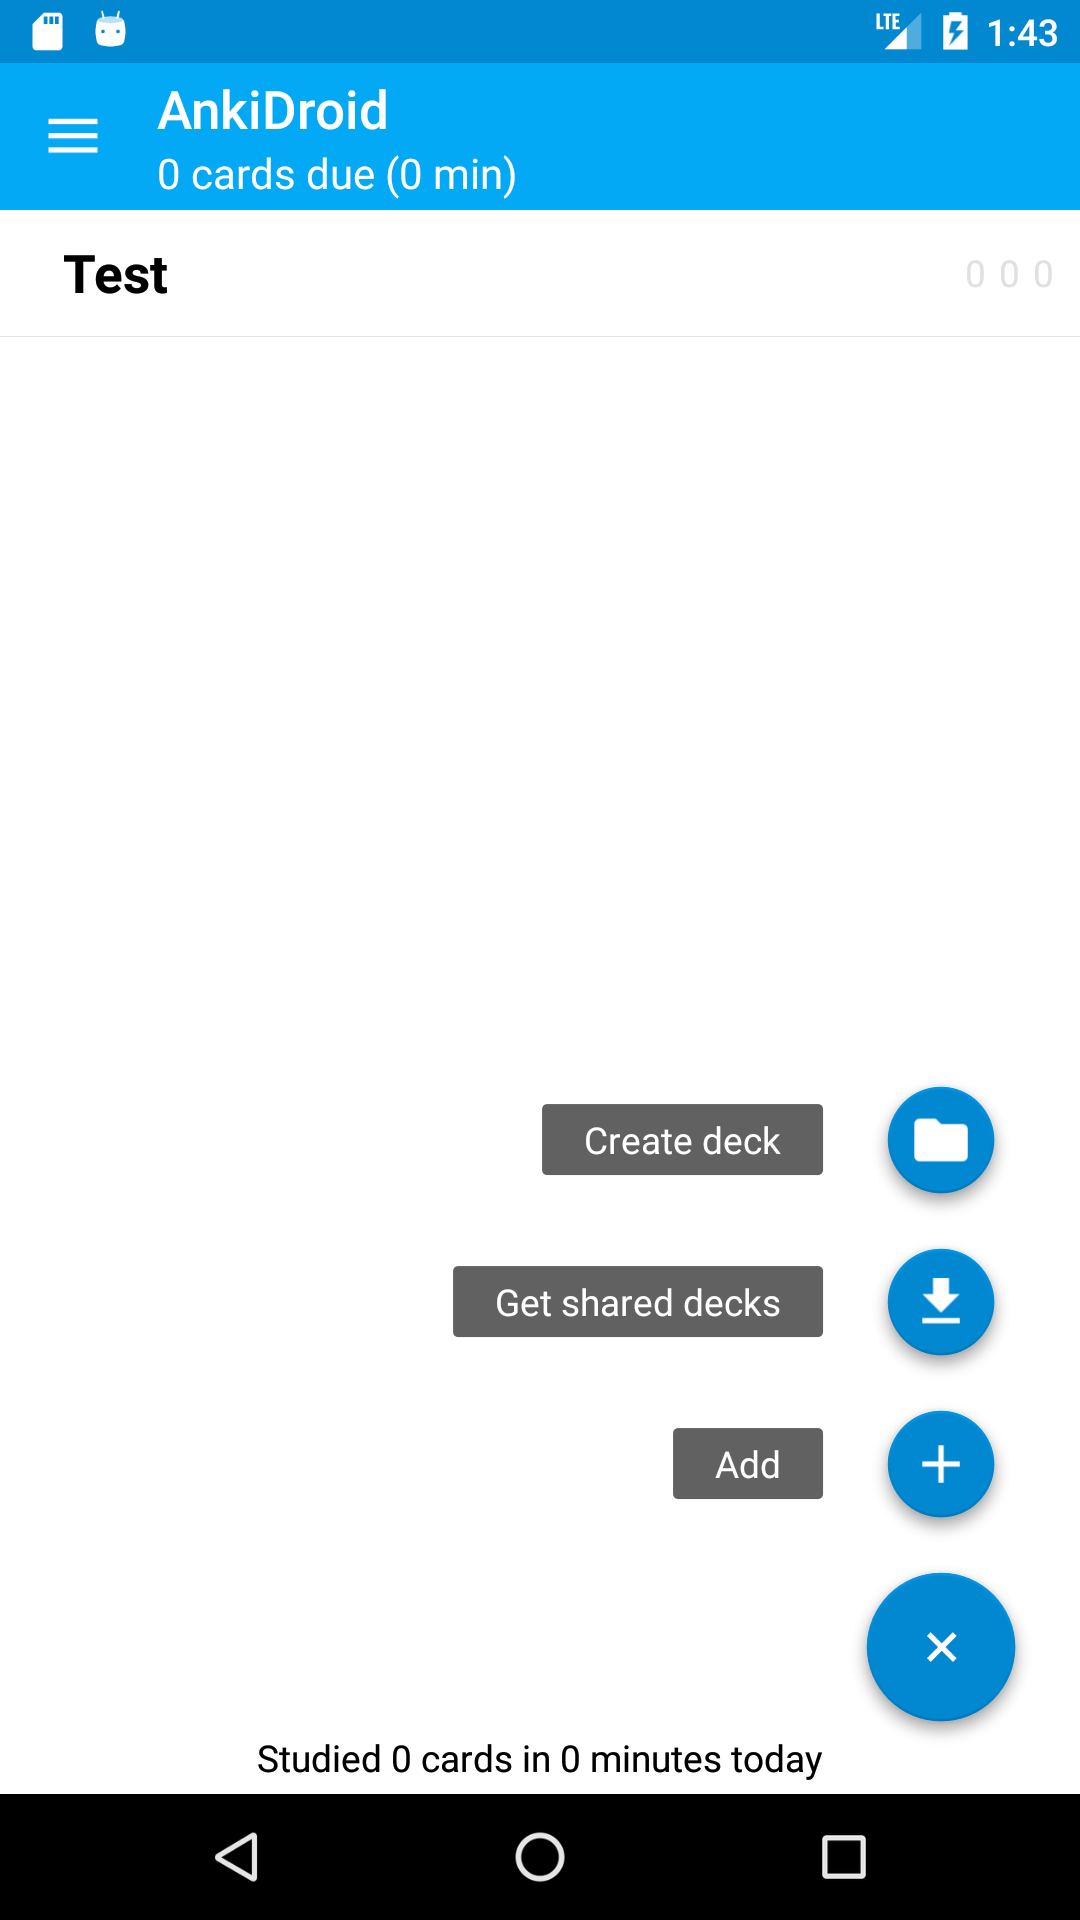 LTE 1:43
AnkiDroid
0 cards due (0 min)
Test 0 0 0
Create deck
Get shared decks
Add
Studied 0 cards in 0 minutes today